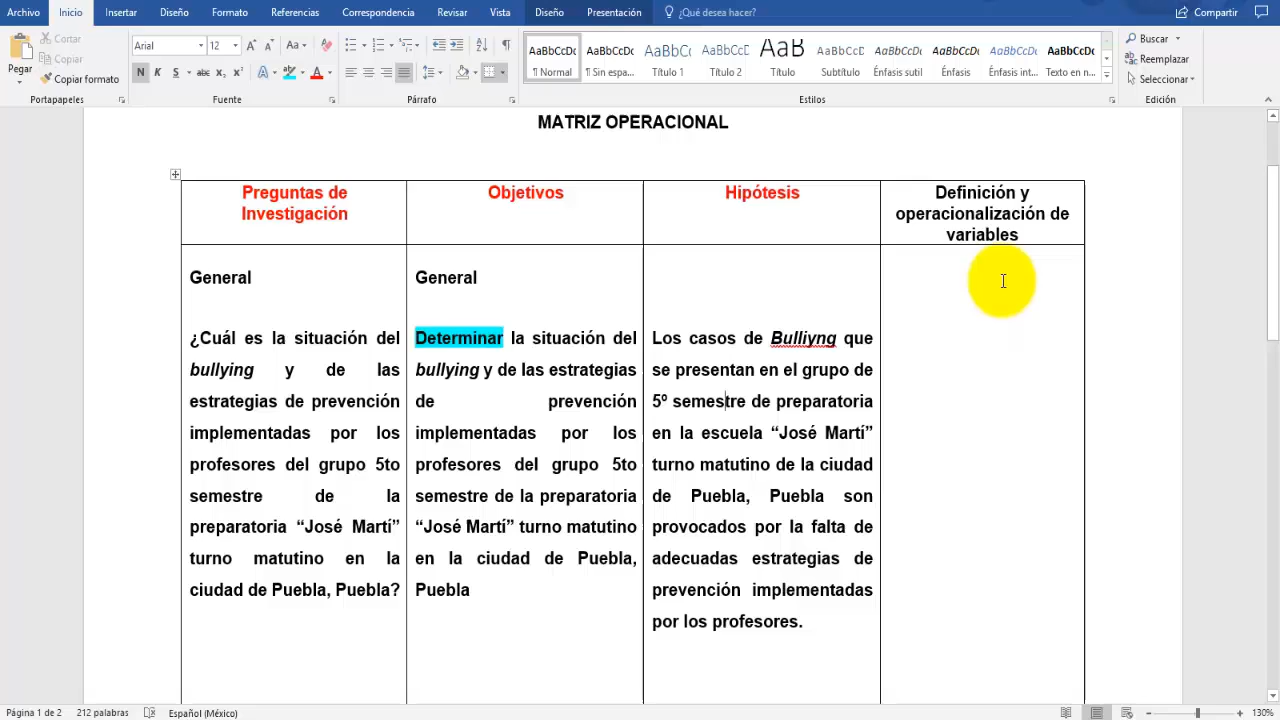 Archivo Inicio Insertar Diseño Formato Referencias Correspondencia Revisar Vista Diseño Presentación ¿Qué desea hacer? Compartir
Pegar
Cortar
Copiar
Copiar formato
Portapapeles
Arial 12
N K S abc
Fuente
Párrafo
AaBbCcDc AaBbCcDc AaBbCc AaBbCcD AaB AaBbCcD AaBbCcDc AaBbCcDc AaBbCcDc AaBbCcDc
¶ Normal ¶ Sin espa... Título 1 Título 2 Título Subtítulo Énfasis sutil Énfasis Énfasis int... Texto en n...
Estilos
Buscar
Reemplazar
Seleccionar
Edición
MATRIZ OPERACIONAL
Preguntas de
Investigación
Objetivos
Hipótesis
Definición y
operacionalización de
variables
General
¿Cuál es la situación del
bullying y de las
estrategias de prevención
implementadas por los
profesores del grupo 5to
semestre de la
preparatoria “José Martí”
turno matutino en la
ciudad de Puebla, Puebla?
General
Determinar la situación del
bullying y de las estrategias
de prevención
implementadas por los
profesores del grupo 5to
semestre de la preparatoria
“José Martí” turno matutino
en la ciudad de Puebla,
Puebla
Los casos de Bulliyng que
se presentan en el grupo de
5º semestre de preparatoria
en la escuela “José Martí”
turno matutino de la ciudad
de Puebla, Puebla son
provocados por la falta de
adecuadas estrategias de
prevención implementadas
por los profesores.
Página 1 de 2 212 palabras Español (México) 130%